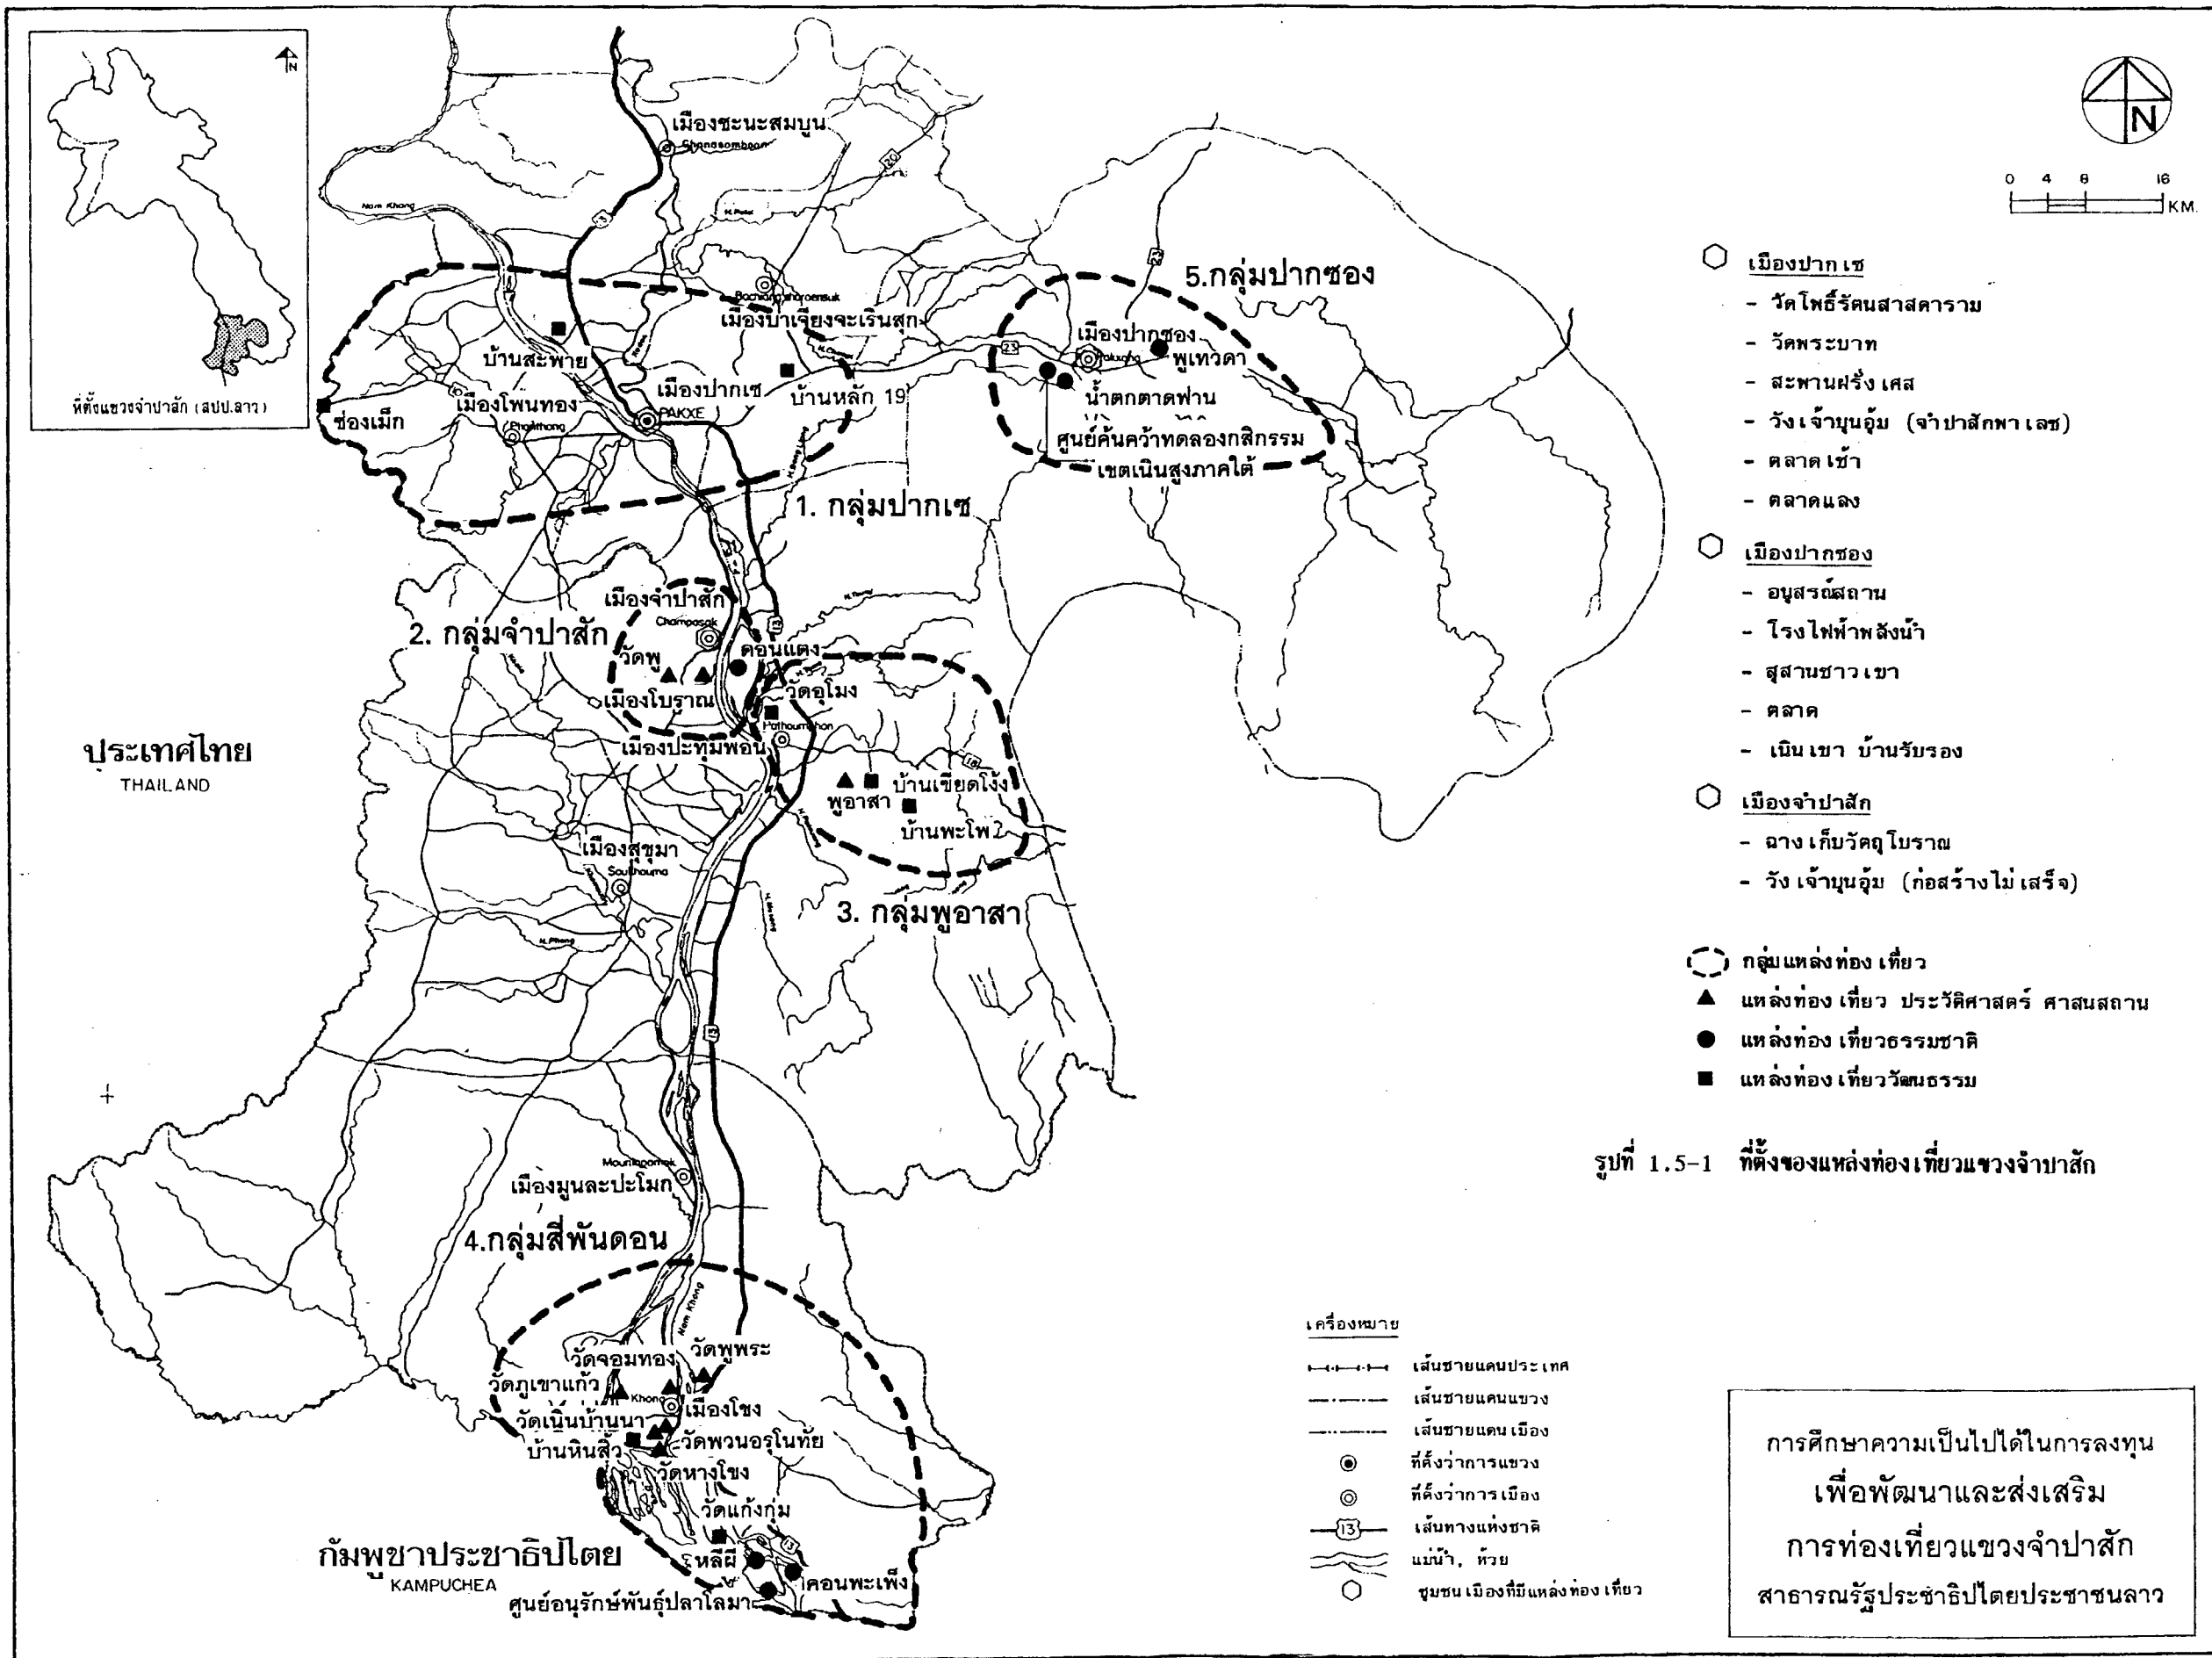 N
ที่ตั้งแขวงจำปาสัก (สปป.ลาว)
N
0 4 8 16
KM.
เมืองชะนะสมบูน
Chanasomboon
20
Nam Khong
13
23
5.กลุ่มปากซอง
Bachiang charoensuk
เมืองบาเจียงจะเรินสุก
บ้านสะพาย
23
เมืองปากซอง
Pakxong
พูเทวดา
น้ำตกตาดฟาน
เมืองปากเซ
PAKXE
บ้านหลัก 19
ช่องเม็ก
เมืองโพนทอง
Phonthong
ศูนย์ค้นคว้าทดลองกสิกรรม
เขตเนินสูงภาคใต้
1. กลุ่มปากเซ
เมืองจำปาสัก
Champasak
13
2. กลุ่มจำปาสัก
ดอนแดง
วัดพู
เมืองโบราณ
วัดอุโมง
Pathoumphon
เมืองปะทุมพอน
18
บ้านเขียดโง้ง
พูอาสา
บ้านพะโพ
ประเทศไทย
THAILAND
เมืองสุขุมา
Soukhouma
3. กลุ่มพูอาสา
H. Phang
13
Mounlapamok
เมืองมูนละปะโมก
4.กลุ่มสี่พันดอน
Nam Khong
วัดจอมทอง
วัดพูพระ
วัดภูเขาแก้ว
Khong
เมืองโขง
วัดเนินบ้านนา
วัดพวนอรุโนทัย
บ้านหินสิ่ว
วัดหางโขง
วัดแก้งกุ่ม
13
หลีผี
คอนพะเพ็ง
กัมพูชาประชาธิปไตย
KAMPUCHEA
ศูนย์อนุรักษ์พันธุ์ปลาโลมา
เมืองปากเซ
- วัดโพธิ์รัตนสาสดาราม
- วัดพระบาท
- สะพานฝรั่งเศส
- วังเจ้าบุนอุ้ม (จำปาสักพาเลซ)
- ตลาดเช้า
- ตลาดแลง
เมืองปากซอง
- อนุสรณ์สถาน
- โรงไฟฟ้าพลังน้ำ
- สุสานชาวเขา
- ตลาด
- เนินเขา บ้านรับรอง
เมืองจำปาสัก
- ฉางเก็บวัตถุโบราณ
- วังเจ้าบุนอุ้ม (ก่อสร้างไม่เสร็จ)
กลุ่มแหล่งท่องเที่ยว
แหล่งท่องเที่ยว ประวัติศาสตร์ ศาสนสถาน
แหล่งท่องเที่ยวธรรมชาติ
แหล่งท่องเที่ยววัฒนธรรม
รูปที่ 1.5-1 ที่ตั้งของแหล่งท่องเที่ยวแขวงจำปาสัก
เครื่องหมาย
เส้นชายแดนประเทศ
เส้นชายแดนแขวง
เส้นชายแดนเมือง
ที่ตั้งว่าการแขวง
ที่ตั้งว่าการเมือง
13 เส้นทางแห่งชาติ
แม่น้ำ, ห้วย
ชุมชนเมืองที่มีแหล่งท่องเที่ยว
การศึกษาความเป็นไปได้ในการลงทุน
เพื่อพัฒนาและส่งเสริม
การท่องเที่ยวแขวงจำปาสัก
สาธารณรัฐประชาธิปไตยประชาชนลาว